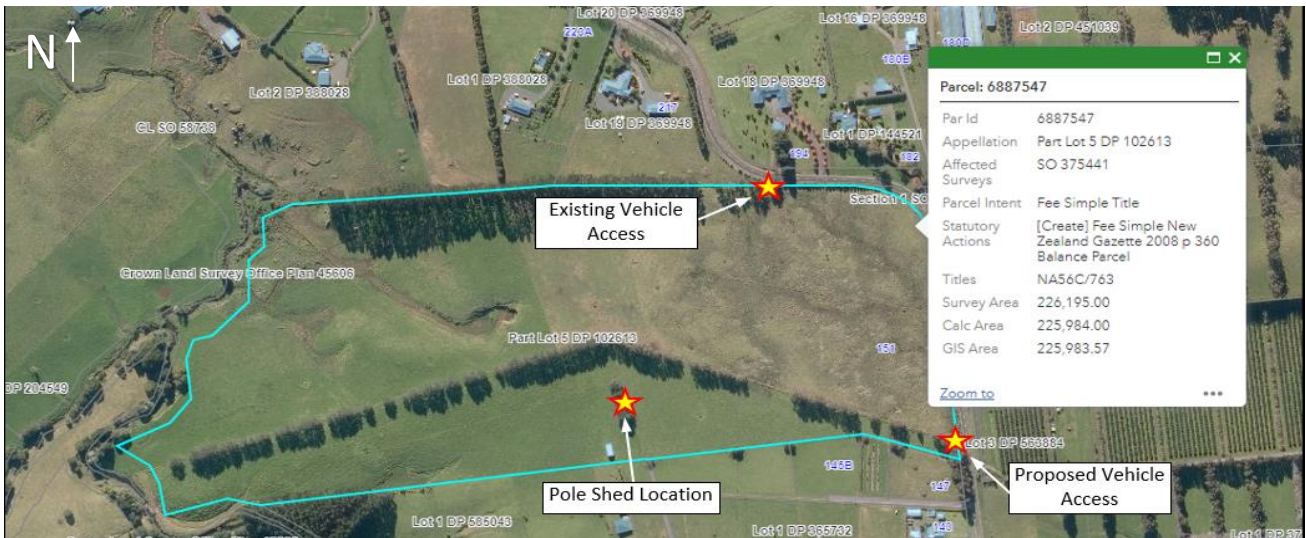 N
Lot 20 DP 369948
Lot 16 DP 369948
Lot 2 DP 451039
220A
180D
180B
Lot 2 DP 388028
Lot 1 DP 388028
Lot 18 DP 369948
217
Lot 19 DP 369948
CL SO 58738
Lot 1 DP 144521
194
182
Section 1 SO
Existing Vehicle
Access
Crown Land Survey Office Plan 45606
Part Lot 5 DP 102613
151
DP 204549
Pole Shed Location
145B
147
148
Lot 3 DP 563884
Proposed Vehicle
Access
Lot 1 DP 585043
Lot 1 DP 365732
Parcel: 6887547
Par Id 6887547
Appellation Part Lot 5 DP 102613
Affected
Surveys SO 375441
Parcel Intent Fee Simple Title
Statutory
Actions [Create] Fee Simple New
Zealand Gazette 2008 p 360
Balance Parcel
Titles NA56C/763
Survey Area 226,195.00
Calc Area 225,984.00
GIS Area 225,983.57
Zoom to